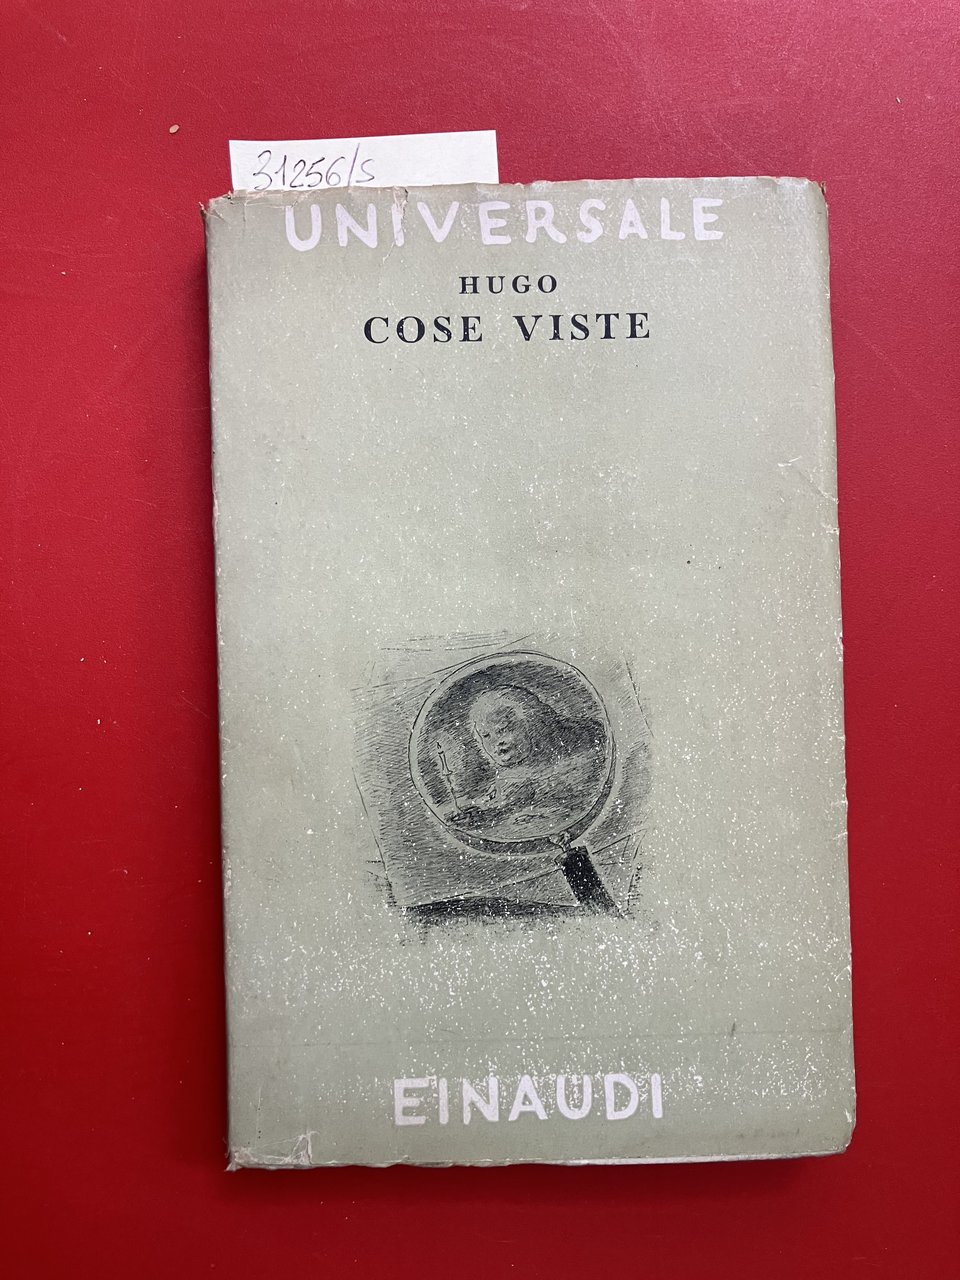 31256/s
UNIVERSALE
HUGO
COSE VISTE
EINAUDI